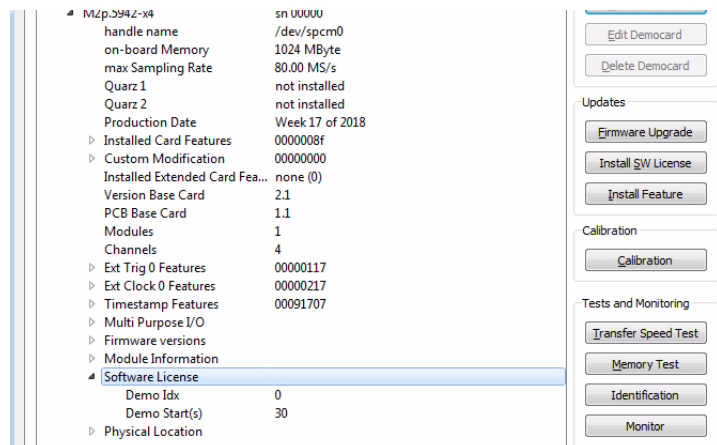 M2p.5942-x4 sn 00000
handle name /dev/spcm0
on-board Memory 1024 MByte
max Sampling Rate 80.00 MS/s
Quarz 1 not installed
Quarz 2 not installed
Production Date Week 17 of 2018
Installed Card Features 0000008f
Custom Modification 00000000
Installed Extended Card Fea... none (0)
Version Base Card 2.1
PCB Base Card 1.1
Modules 1
Channels 4
Ext Trig 0 Features 00000117
Ext Clock 0 Features 00000217
Timestamp Features 00091707
Multi Purpose I/O
Firmware versions
Module Information
Software License
Demo Idx 0
Demo Start(s) 30
Physical Location
Edit Democard
Delete Democard
Updates
Firmware Upgrade
Install SW License
Install Feature
Calibration
Calibration
Tests and Monitoring
Transfer Speed Test
Memory Test
Identification
Monitor